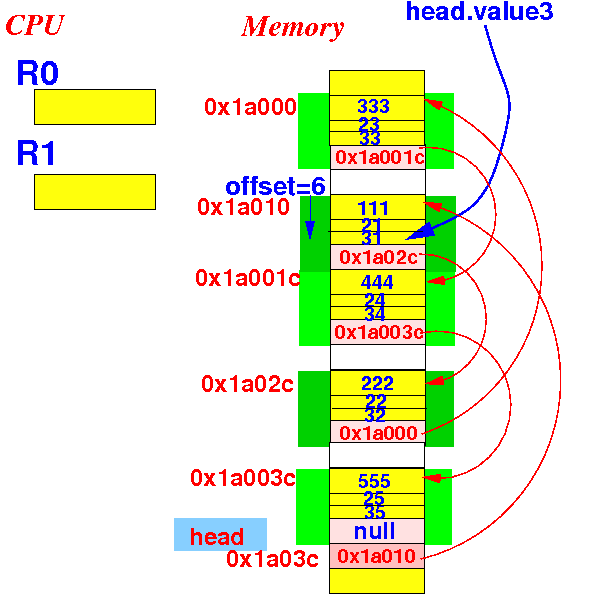 CPU
Memory
head.value3
R0
R1
0x1a000
333
23
33
0x1a001c
offset=6
0x1a010
111
21
31
0x1a02c
0x1a001c
444
24
34
0x1a003c
0x1a02c
222
22
32
0x1a000
0x1a003c
555
25
35
null
head
0x1a03c
0x1a010